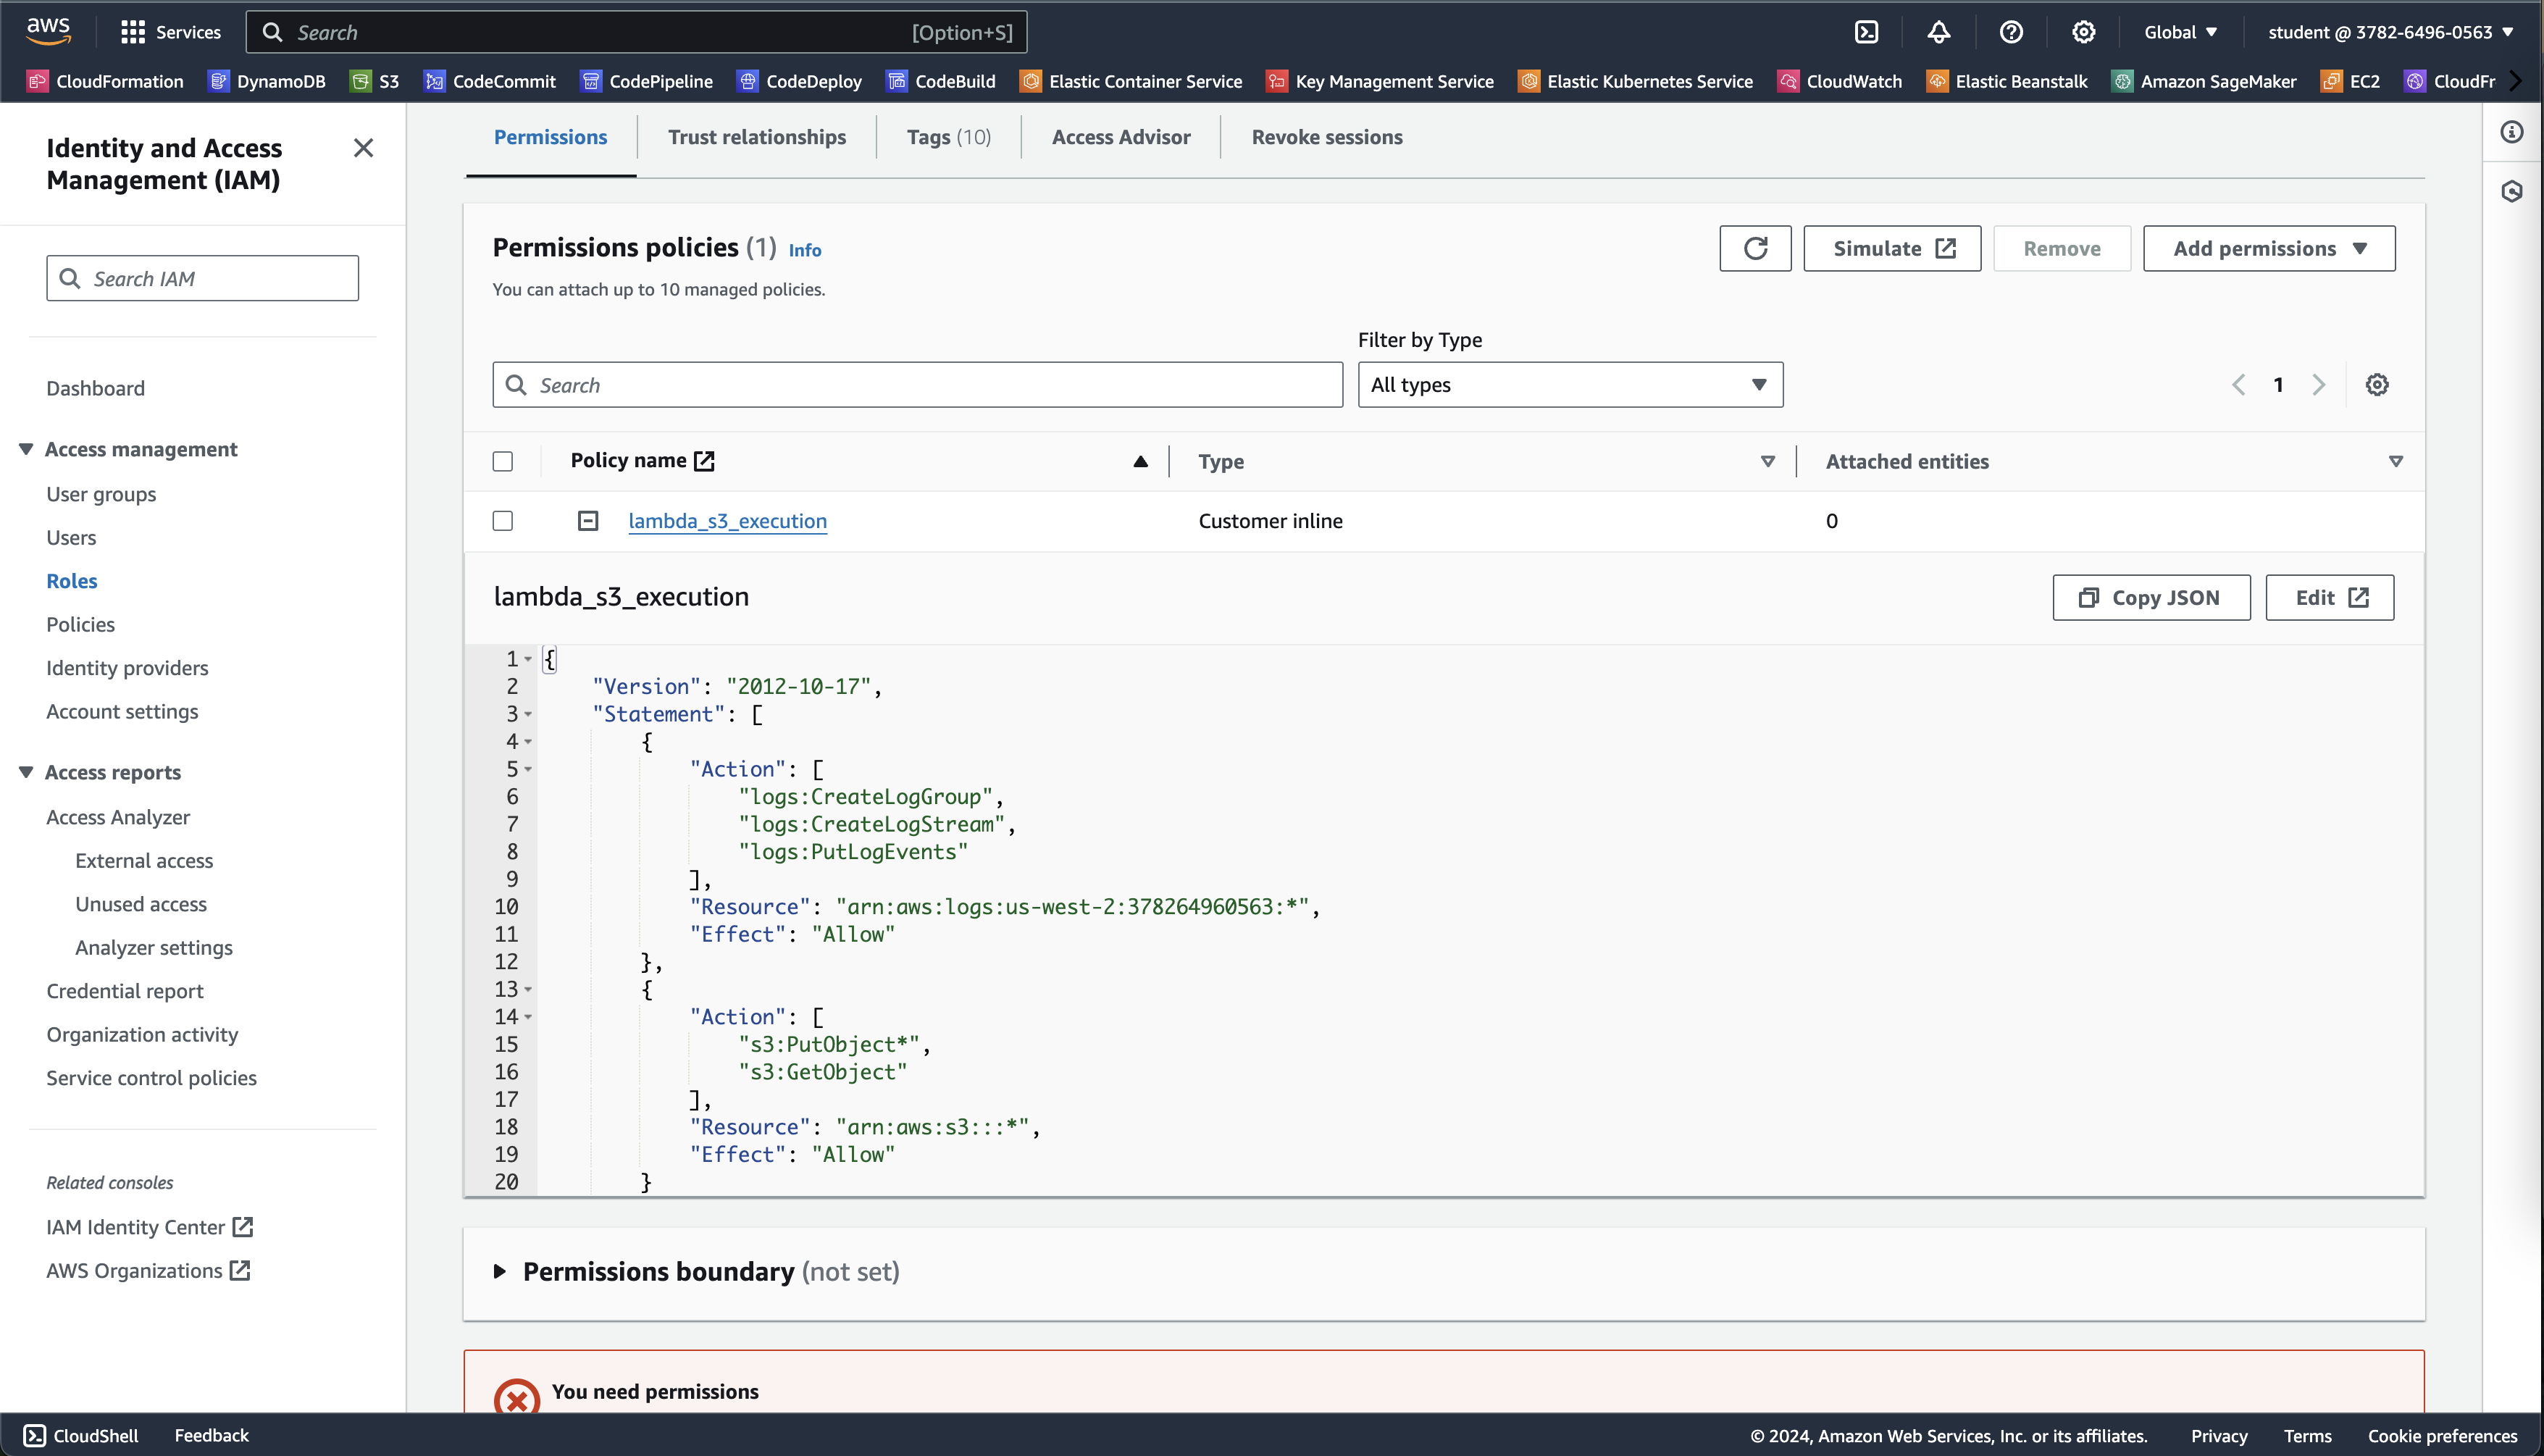 aws
Services
Search
[Option+S]
Global
student @ 3782-6496-0563
CloudFormation
DynamoDB
S3
CodeCommit
CodePipeline
CodeDeploy
CodeBuild
Elastic Container Service
Key Management Service
Elastic Kubernetes Service
CloudWatch
Elastic Beanstalk
Amazon SageMaker
EC2
CloudFr
Identity and Access
Management (IAM)
Search IAM
Dashboard
Access management
User groups
Users
Roles
Policies
Identity providers
Account settings
Access reports
Access Analyzer
External access
Unused access
Analyzer settings
Credential report
Organization activity
Service control policies
Related consoles
IAM Identity Center
AWS Organizations
Permissions
Trust relationships
Tags (10)
Access Advisor
Revoke sessions
Permissions policies (1) Info
You can attach up to 10 managed policies.
Simulate
Remove
Add permissions
Filter by Type
Search
All types
1
Policy name
Type
Attached entities
lambda_s3_execution
Customer inline
0
lambda_s3_execution
Copy JSON
Edit
1 {
2 "Version": "2012-10-17",
3 "Statement": [
4 {
5 "Action": [
6 "logs:CreateLogGroup",
7 "logs:CreateLogStream",
8 "logs:PutLogEvents"
9 ],
10 "Resource": "arn:aws:logs:us-west-2:378264960563:*",
11 "Effect": "Allow"
12 },
13 {
14 "Action": [
15 "s3:PutObject*",
16 "s3:GetObject"
17 ],
18 "Resource": "arn:aws:s3:::*",
19 "Effect": "Allow"
20 }
Permissions boundary (not set)
You need permissions
CloudShell
Feedback
© 2024, Amazon Web Services, Inc. or its affiliates.
Privacy
Terms
Cookie preferences